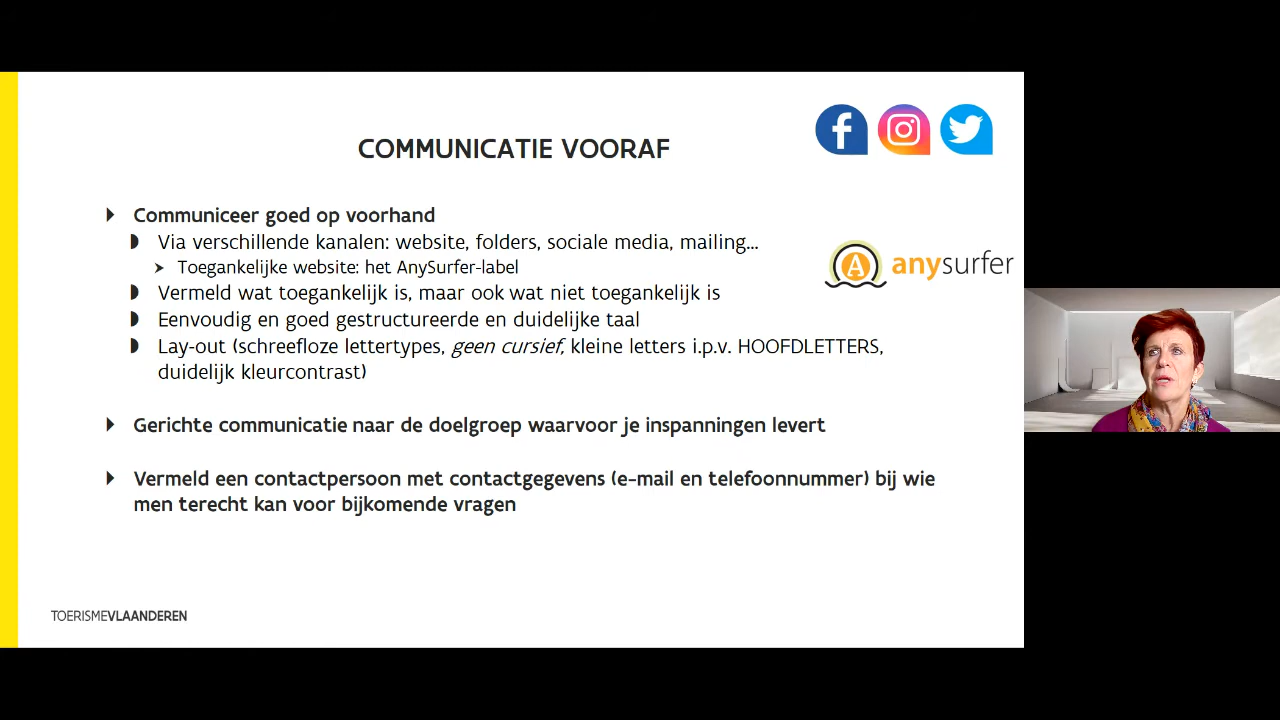 COMMUNICATIE VOORAF
Communiceer goed op voorhand
Via verschillende kanalen: website, folders, sociale media, mailing...
Toegankelijke website: het AnySurfer-label
anysurfer
Vermeld wat toegankelijk is, maar ook wat niet toegankelijk is
Eenvoudig en goed gestructureerde en duidelijke taal
Lay-out (schreefloze lettertypes, geen cursief, kleine letters i.p.v. HOOFDLETTERS,
duidelijk kleurcontrast)
Gerichte communicatie naar de doelgroep waarvoor je inspanningen levert
Vermeld een contactpersoon met contactgegevens (e-mail en telefoonnummer) bij wie
men terecht kan voor bijkomende vragen
TOERISMEVLAANDEREN